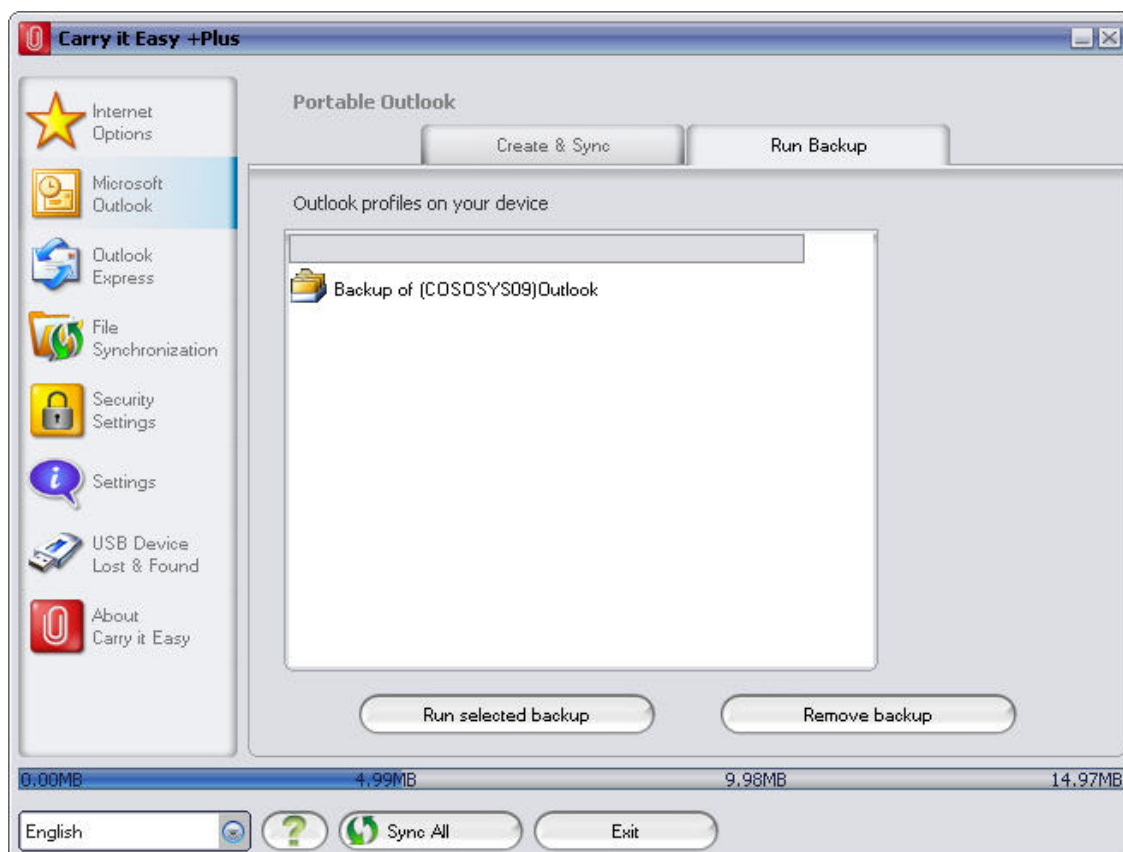 Carry it Easy +Plus
Internet
Options
Microsoft
Outlook
Outlook
Express
File
Synchronization
Security
Settings
Settings
USB Device
Lost & Found
About
Carry it Easy
Portable Outlook
Create & Sync
Run Backup
Outlook profiles on your device
Backup of (COSOSYS09)Outlook
Run selected backup
Remove backup
0.00MB 4.99MB 9.98MB 14.97MB
English
? Sync All Exit